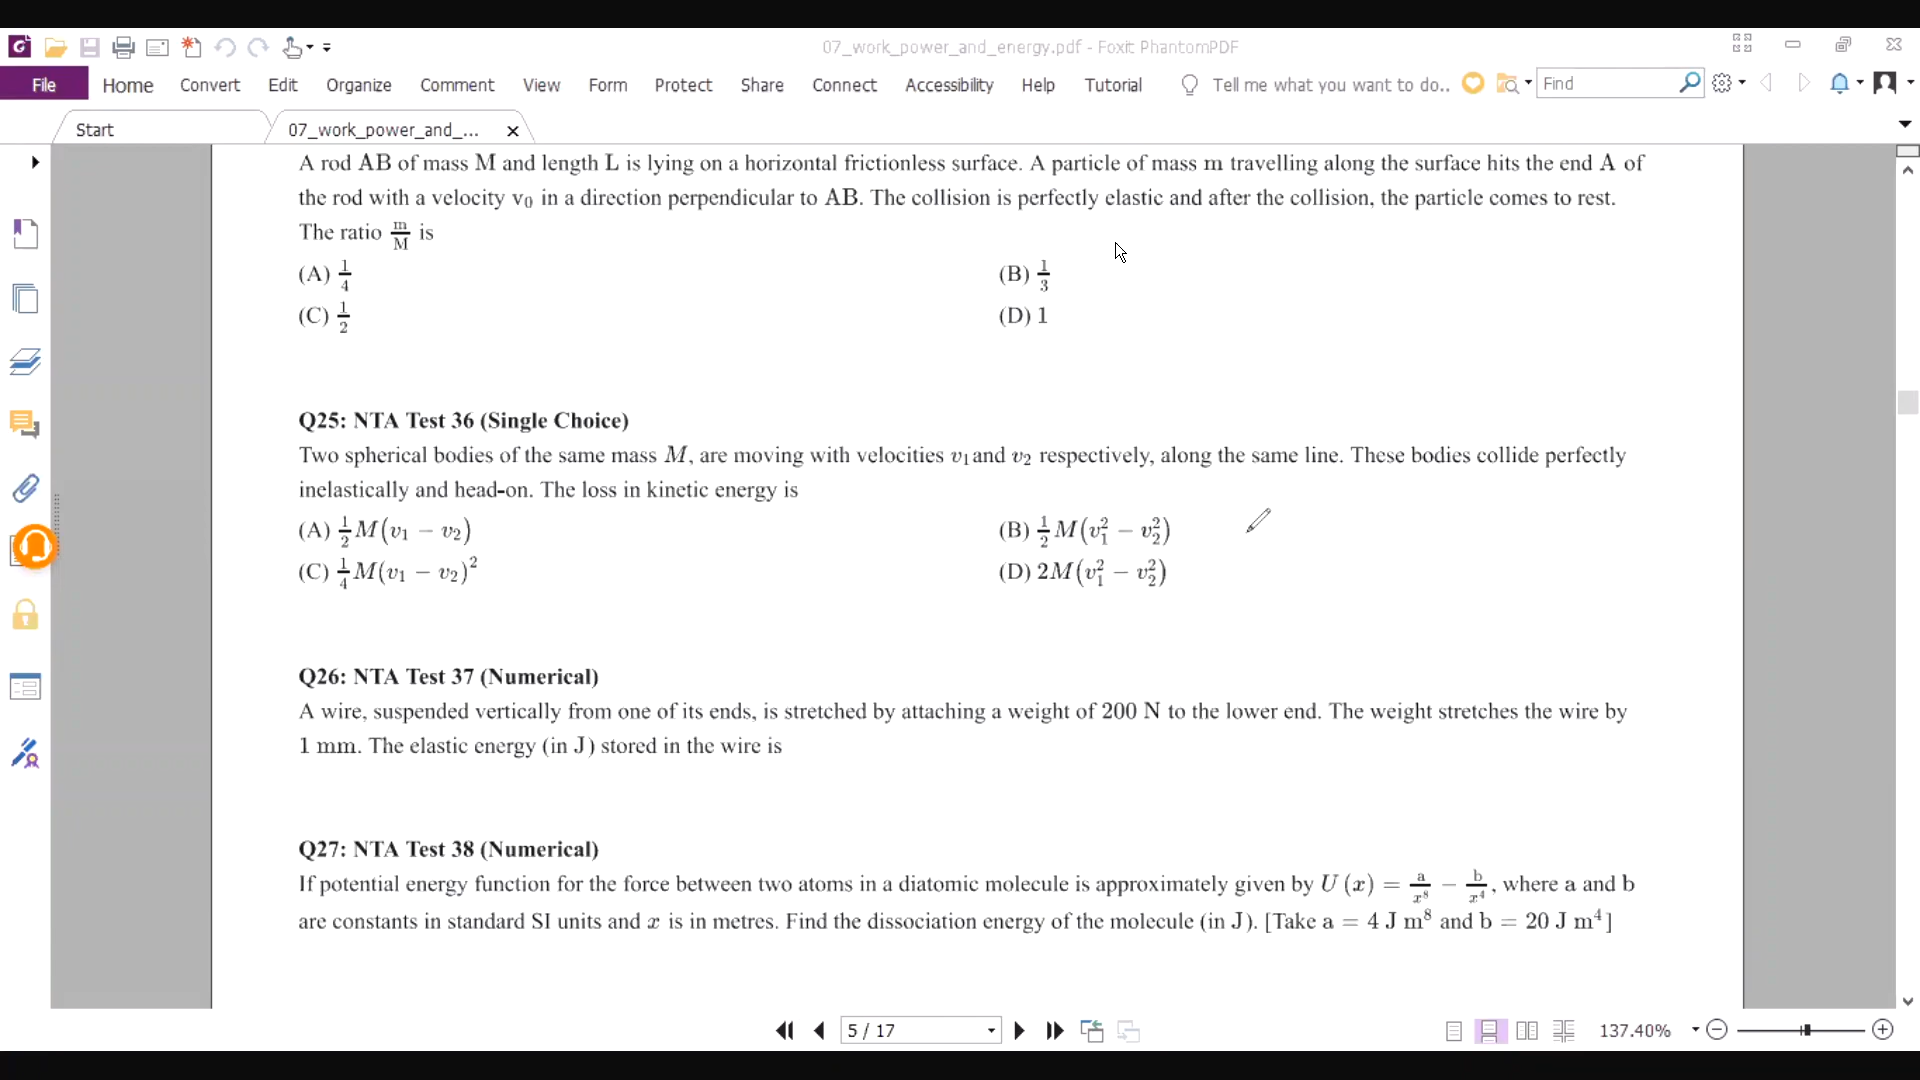 07_work_power_and_energy.pdf - Foxit PhantomPDF
File Home Convert Edit Organize Comment View Form Protect Share Connect Accessibility Help Tutorial Tell me what you want to do.. Find
Start 07_work_power_and_...
A rod AB of mass M and length L is lying on a horizontal frictionless surface. A particle of mass m travelling along the surface hits the end A of
the rod with a velocity v₀ in a direction perpendicular to AB. The collision is perfectly elastic and after the collision, the particle comes to rest.
The ratio m/M is
(A) 1/4 (B) 1/3
(C) 1/2 (D) 1
Q25: NTA Test 36 (Single Choice)
Two spherical bodies of the same mass M, are moving with velocities v₁and v₂ respectively, along the same line. These bodies collide perfectly
inelastically and head-on. The loss in kinetic energy is
(A) 1/2 M(v₁ − v₂) (B) 1/2 M(v₁² − v₂²)
(C) 1/4 M(v₁ − v₂)² (D) 2M(v₁² − v₂²)
Q26: NTA Test 37 (Numerical)
A wire, suspended vertically from one of its ends, is stretched by attaching a weight of 200 N to the lower end. The weight stretches the wire by
1 mm. The elastic energy (in J) stored in the wire is
Q27: NTA Test 38 (Numerical)
If potential energy function for the force between two atoms in a diatomic molecule is approximately given by U (x) = a/x⁸ − b/x⁴, where a and b
are constants in standard SI units and x is in metres. Find the dissociation energy of the molecule (in J). [Take a = 4 J m⁸ and b = 20 J m⁴]
5 / 17 137.40%